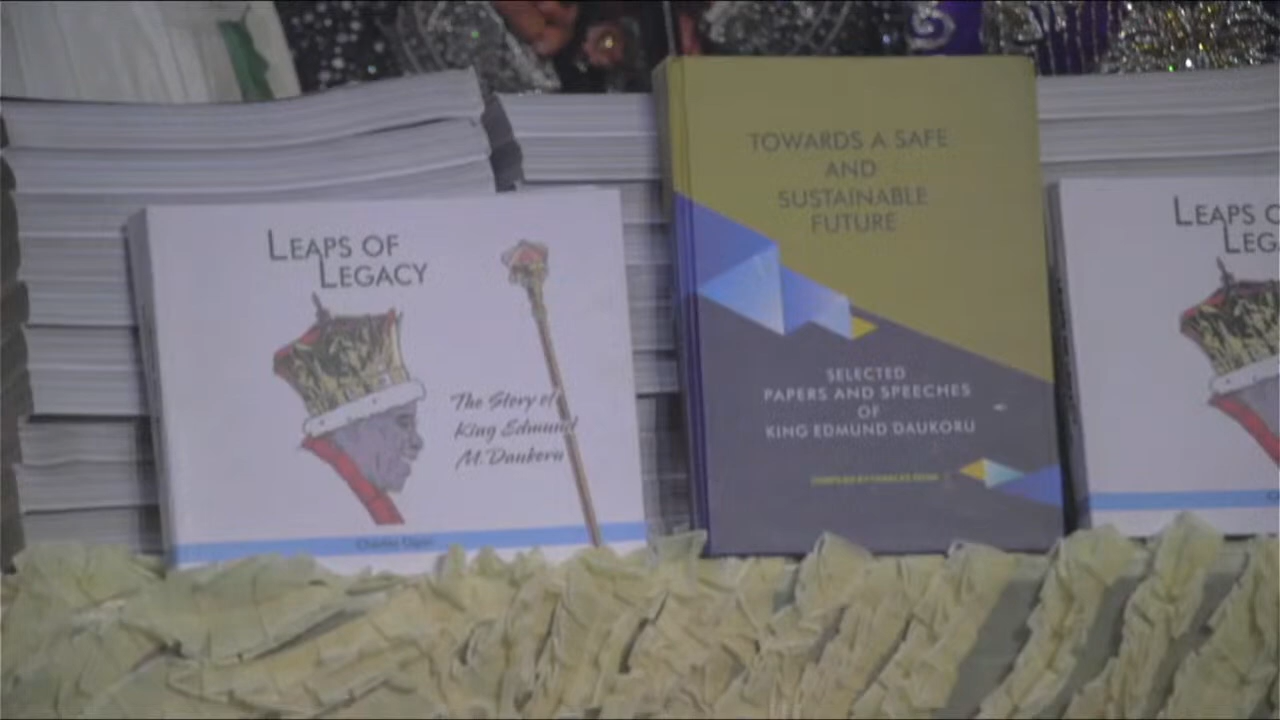 LEAPS OF
LEGACY
The Story of
King Edmund
M. Daukoru
TOWARDS A SAFE
AND
SUSTAINABLE
FUTURE
SELECTED
PAPERS AND SPEECHES
OF
KING EDMUND DAUKORU
LEAPS O
LEG